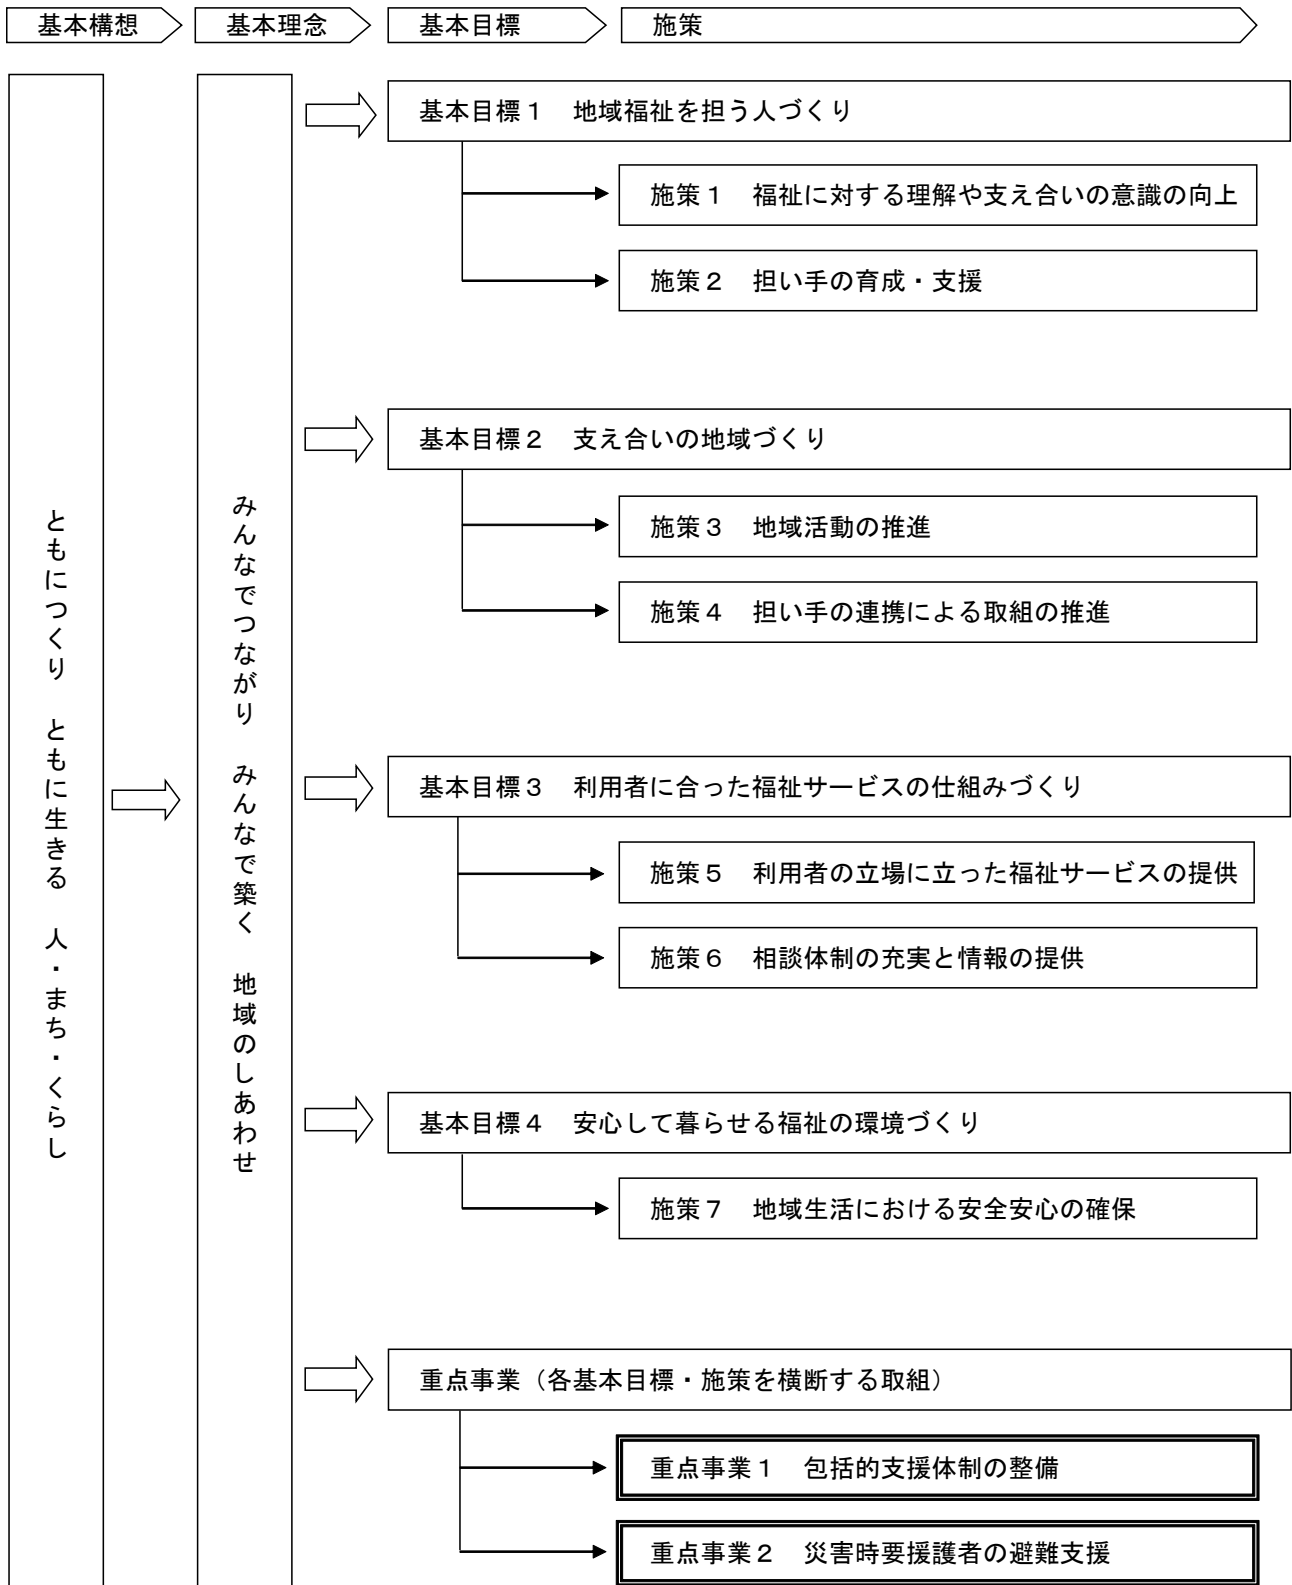 基本構想
基本理念
基本目標
施策
ともにつくり　ともに生きる　人・まち・くらし
みんなでつながり　みんなで築く　地域のしあわせ
基本目標１　地域福祉を担う人づくり
施策１　福祉に対する理解や支え合いの意識の向上
施策２　担い手の育成・支援
基本目標２　支え合いの地域づくり
施策３　地域活動の推進
施策４　担い手の連携による取組の推進
基本目標３　利用者に合った福祉サービスの仕組みづくり
施策５　利用者の立場に立った福祉サービスの提供
施策６　相談体制の充実と情報の提供
基本目標４　安心して暮らせる福祉の環境づくり
施策７　地域生活における安全安心の確保
重点事業（各基本目標・施策を横断する取組）
重点事業１　包括的支援体制の整備
重点事業２　災害時要援護者の避難支援